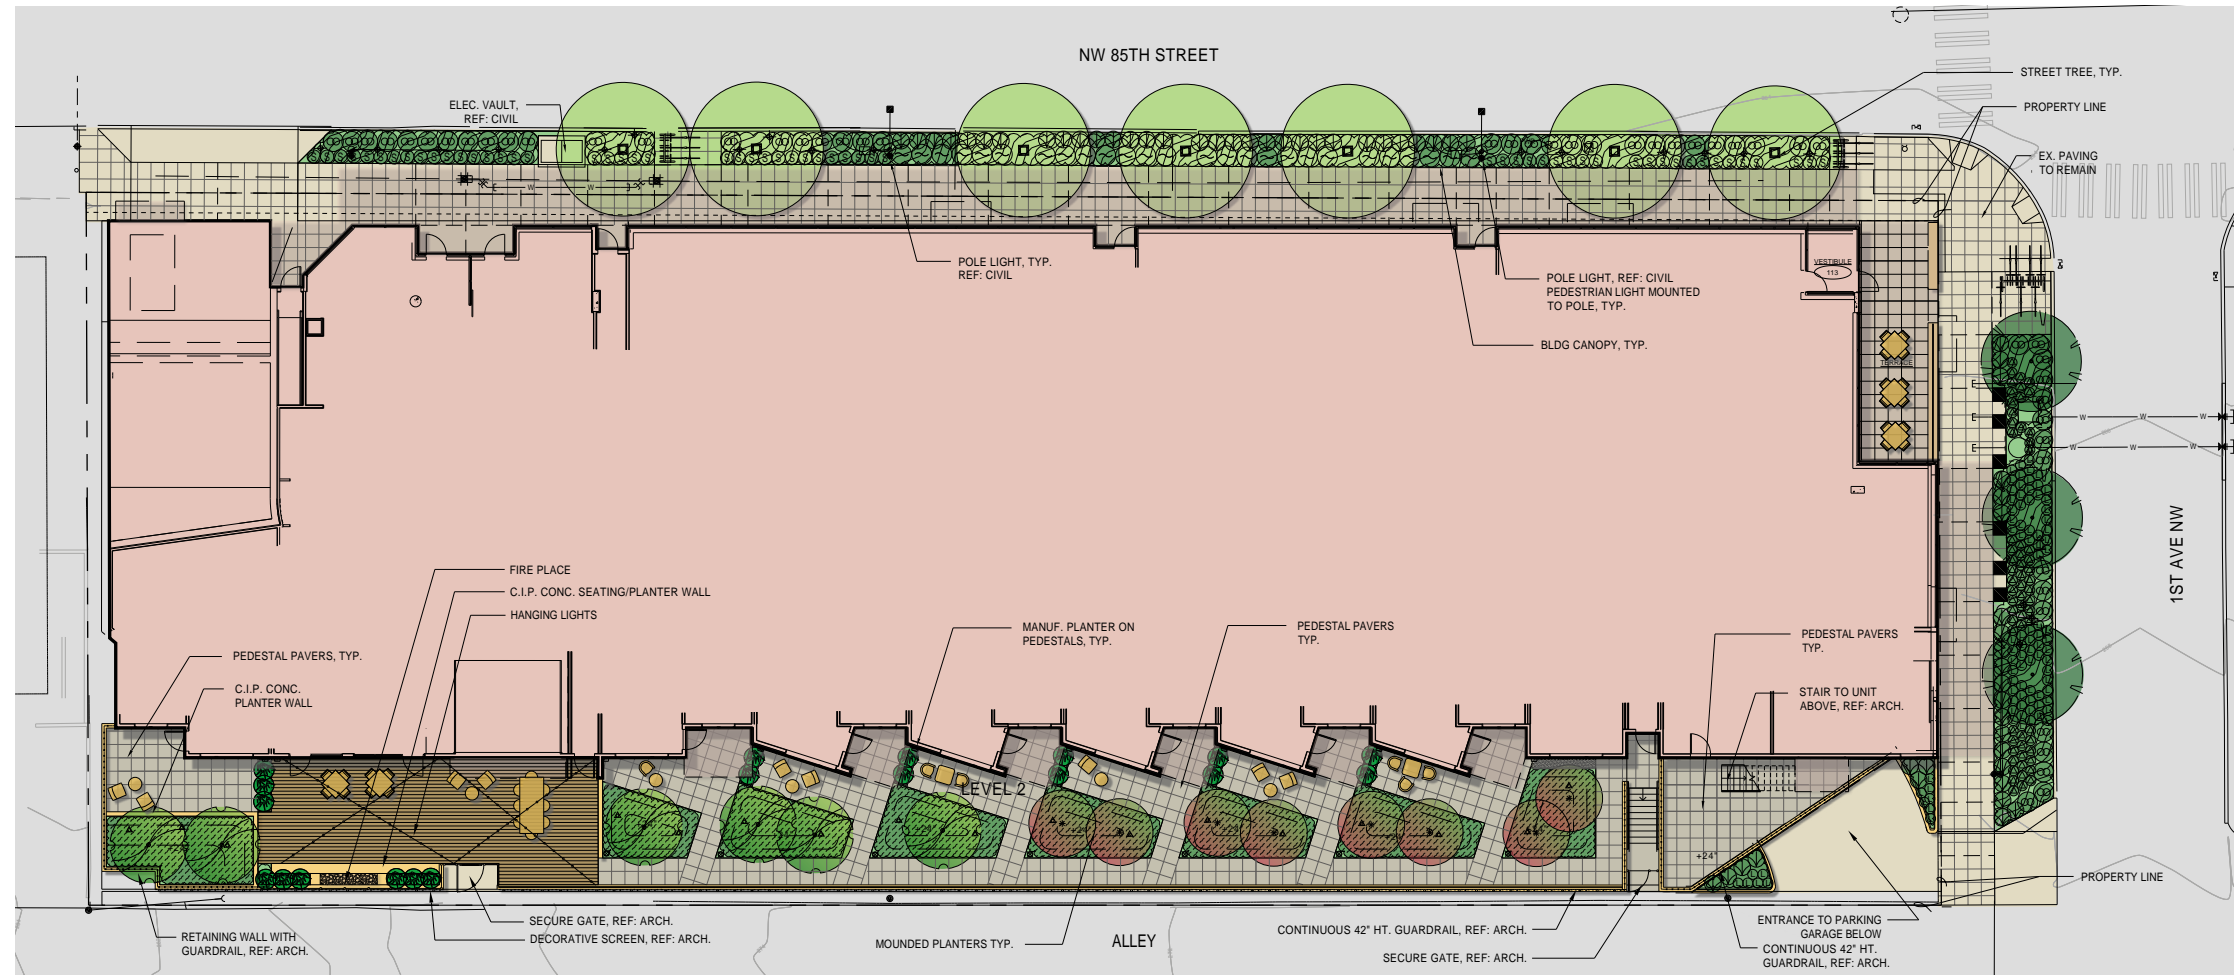 NW 85TH STREET
STREET TREE, TYP.
ELEC. VAULT,
REF: CIVIL
PROPERTY LINE
EX. PAVING
TO REMAIN
W
W
POLE LIGHT, TYP.
REF: CIVIL
VESTIBULE
113
POLE LIGHT, REF: CIVIL
PEDESTRIAN LIGHT MOUNTED
TO POLE, TYP.
BLDG CANOPY, TYP.
TERRACE
W
W
W
W
W
W
1ST AVE NW
FIRE PLACE
C.I.P. CONC. SEATING/PLANTER WALL
HANGING LIGHTS
MANUF. PLANTER ON
PEDESTALS, TYP.
PEDESTAL PAVERS
TYP.
PEDESTAL PAVERS
TYP.
PEDESTAL PAVERS, TYP.
C.I.P. CONC.
PLANTER WALL
STAIR TO UNIT
ABOVE, REF: ARCH.
LEVEL 2
+24"
PROPERTY LINE
SECURE GATE, REF: ARCH.
DECORATIVE SCREEN, REF: ARCH.
RETAINING WALL WITH
GUARDRAIL, REF: ARCH.
MOUNDED PLANTERS TYP.
ALLEY
CONTINUOUS 42" HT. GUARDRAIL, REF: ARCH.
SECURE GATE, REF: ARCH.
ENTRANCE TO PARKING
GARAGE BELOW
CONTINUOUS 42" HT.
GUARDRAIL, REF: ARCH.